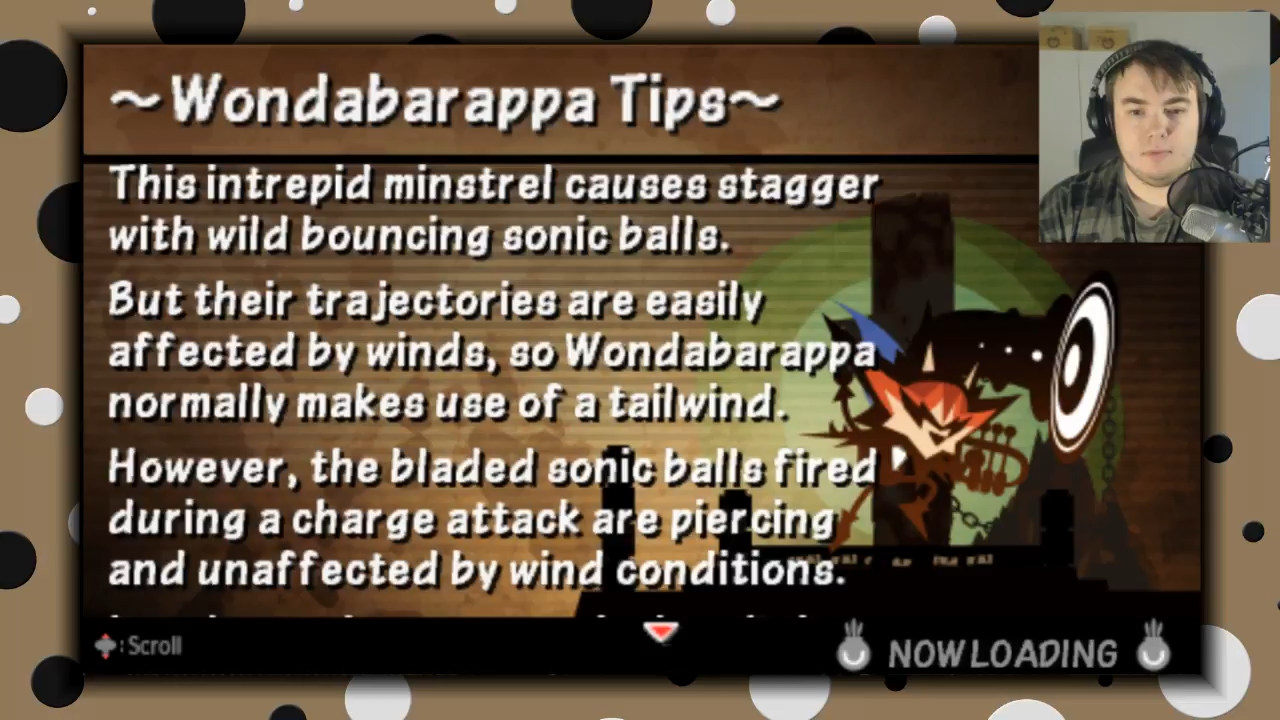 ~Wondabarappa Tips~
This intrepid minstrel causes stagger
with wild bouncing sonic balls.
But their trajectories are easily
affected by winds, so Wondabarappa
normally makes use of a tailwind.
However, the bladed sonic balls fired
during a charge attack are piercing
and unaffected by wind conditions.
: Scroll
NOW LOADING